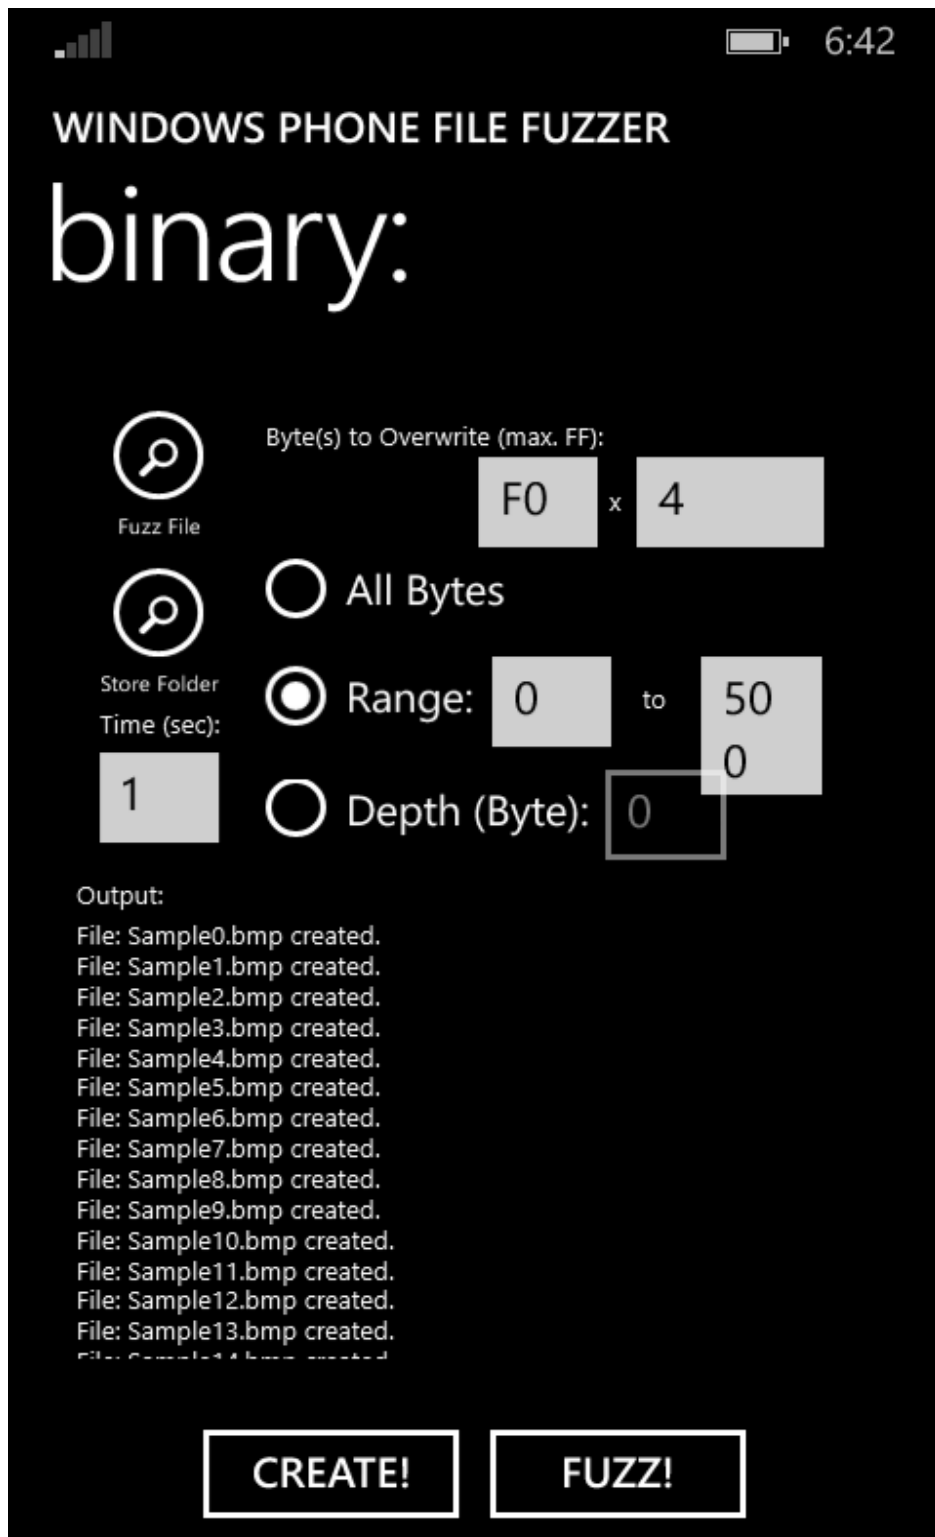 6:42
WINDOWS PHONE FILE FUZZER
binary:
Byte(s) to Overwrite (max. FF):
F0 x 4
Fuzz File
All Bytes
Store Folder
Range: 0 to 50
0
Time (sec):
1
Depth (Byte): 0
Output:
File: Sample0.bmp created.
File: Sample1.bmp created.
File: Sample2.bmp created.
File: Sample3.bmp created.
File: Sample4.bmp created.
File: Sample5.bmp created.
File: Sample6.bmp created.
File: Sample7.bmp created.
File: Sample8.bmp created.
File: Sample9.bmp created.
File: Sample10.bmp created.
File: Sample11.bmp created.
File: Sample12.bmp created.
File: Sample13.bmp created.
File: Sample14.bmp created.
CREATE! FUZZ!